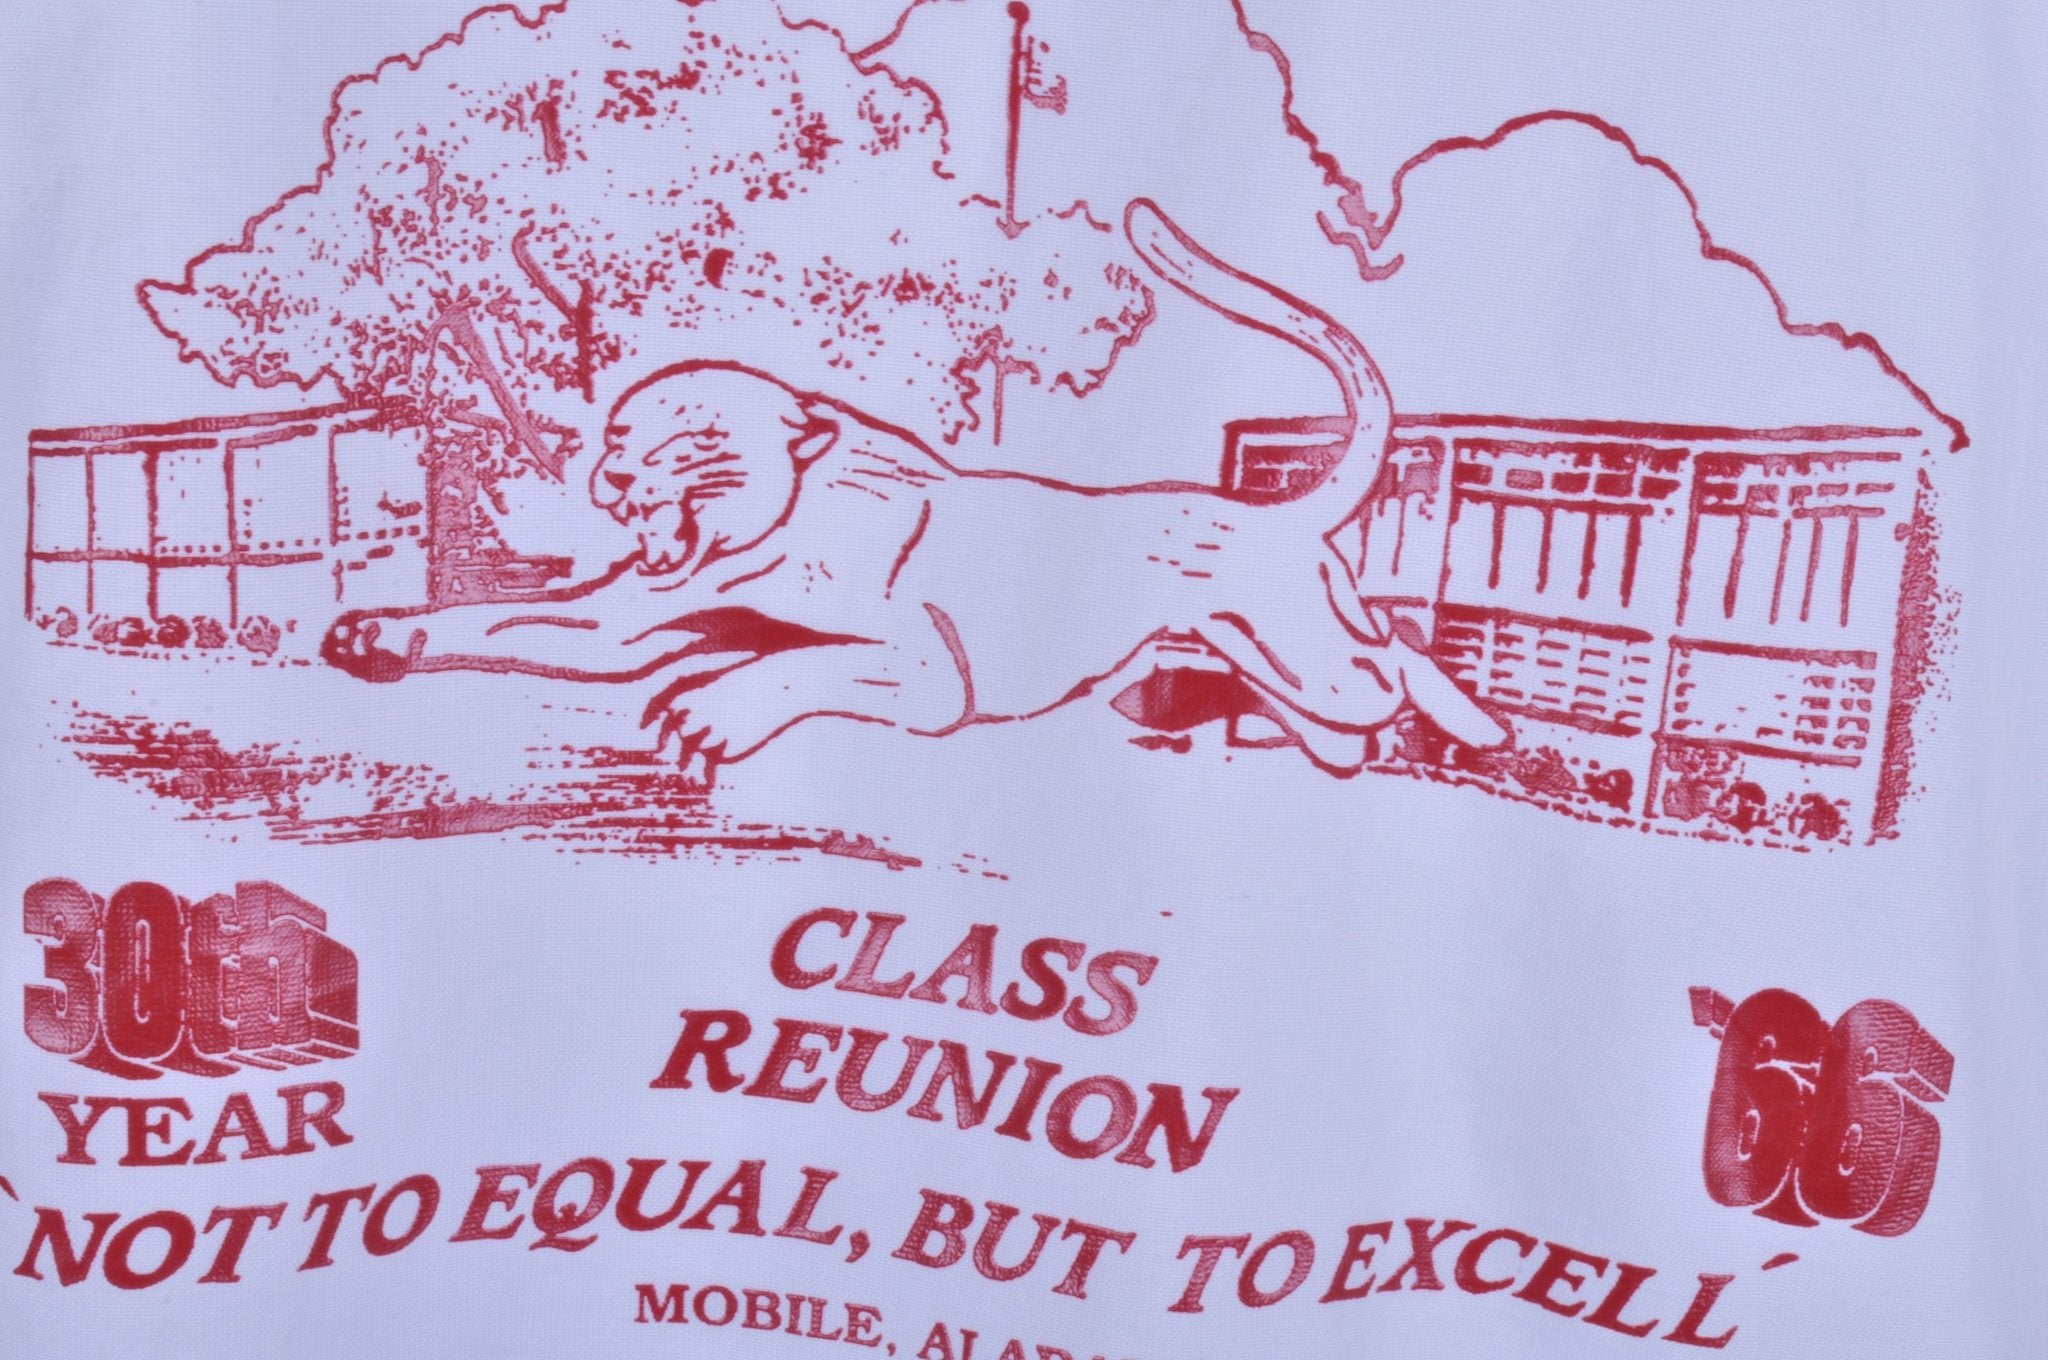 30th
YEAR
CLASS
REUNION
'66
`NOT TO EQUAL, BUT TO EXCELL´
MOBILE,